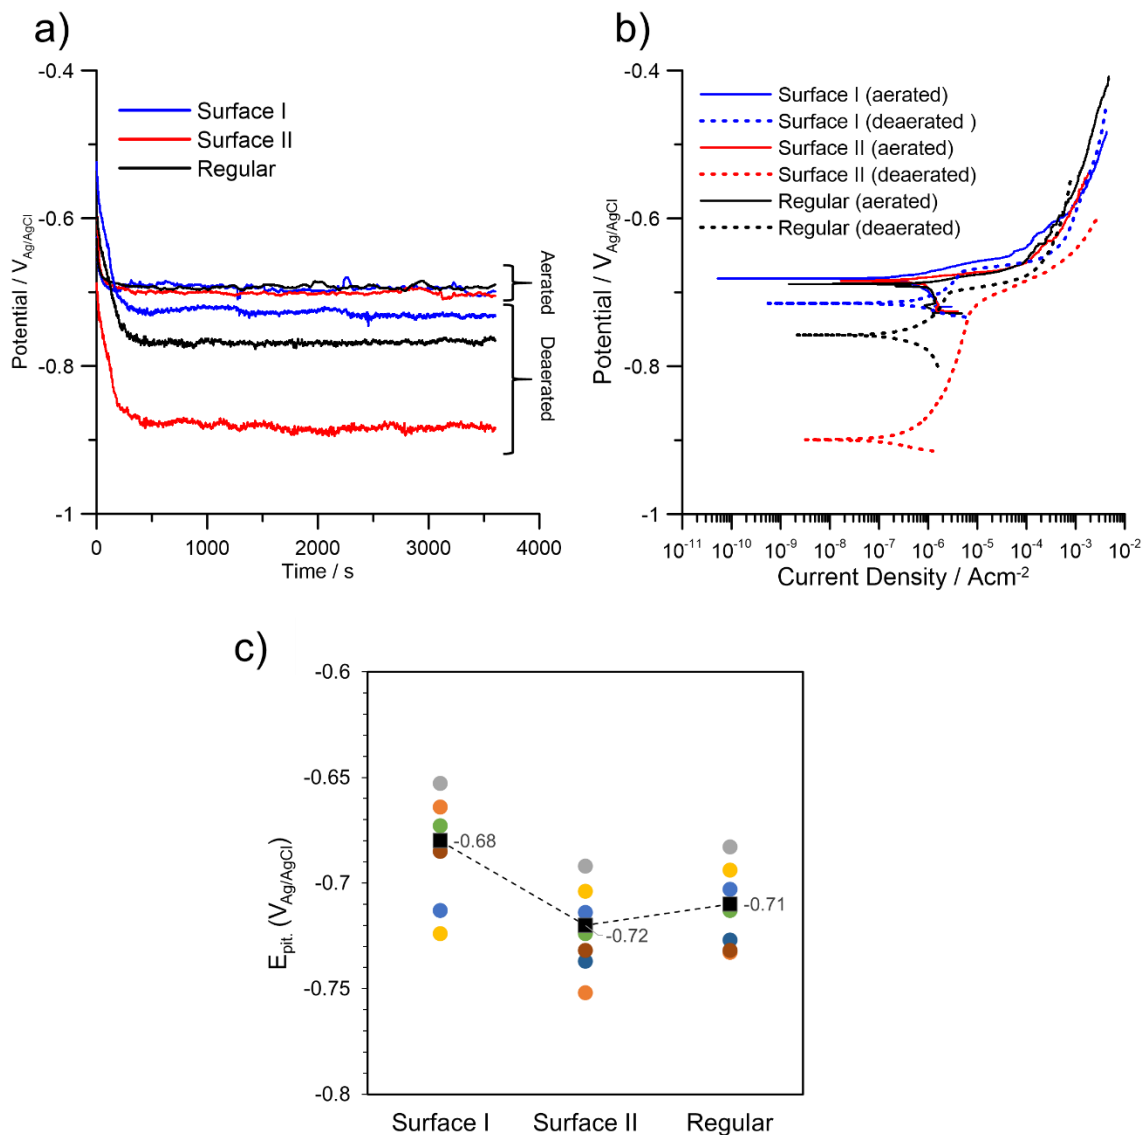 a)
Potential / V_Ag/AgCl
-0.4
-0.6
-0.8
-1
Surface I
Surface II
Regular
Aerated
Deaerated
0
1000
2000
3000
4000
Time / s
b)
Potential / V_Ag/AgCl
-0.4
-0.6
-0.8
-1
Surface I (aerated)
Surface I (deaerated )
Surface II (aerated)
Surface II (deaerated)
Regular (aerated)
Regular (deaerated)
10^-11
10^-10
10^-9
10^-8
10^-7
10^-6
10^-5
10^-4
10^-3
10^-2
Current Density / Acm^-2
c)
E_pit. (V_Ag/AgCl)
-0.6
-0.65
-0.7
-0.75
-0.8
-0.68
-0.72
-0.71
Surface I
Surface II
Regular